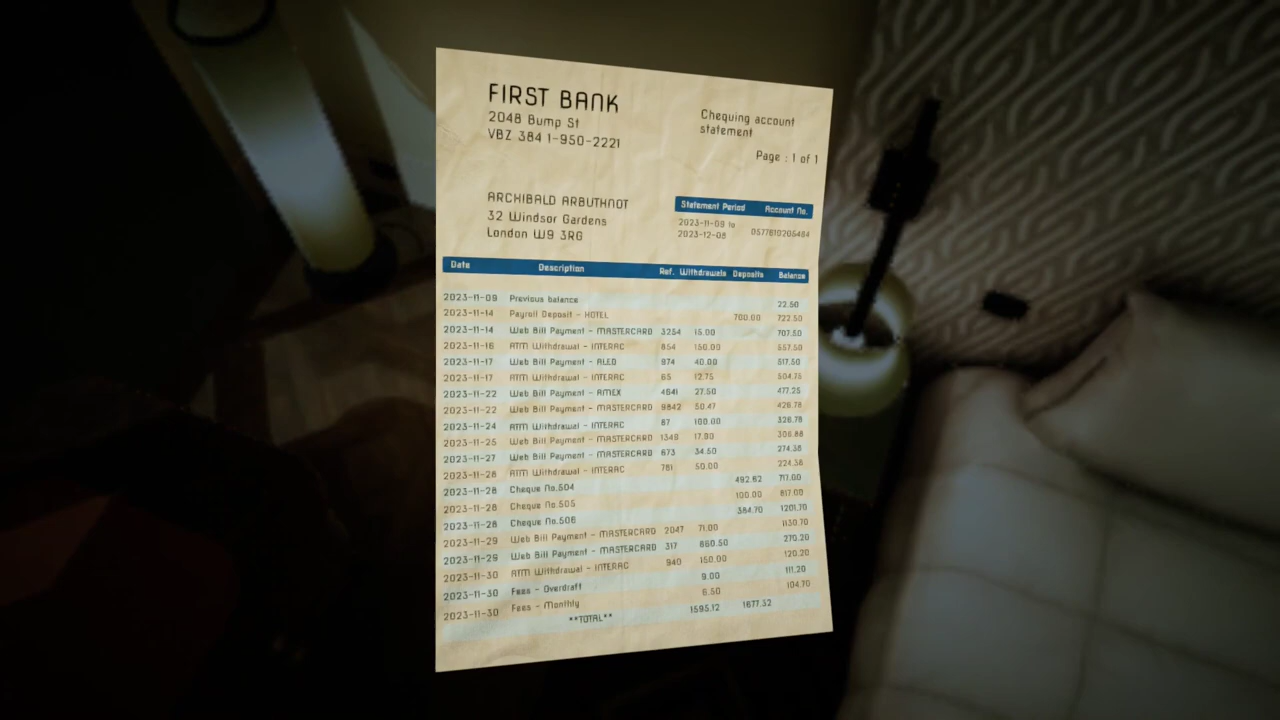 FIRST BANK
2048 Bump St
VBZ 384 1-950-2221
Chequing account
statement
Page : 1 of 1
ARCHIBALD ARBUTHNOT
32 Windsor Gardens
London W9 3RG
Statement Period Account No.
2023-11-09 to
2023-12-08 0577610206484
Date Description Ref. Withdrawals Deposits Balance
2023-11-09 Previous balance 22.50
2023-11-14 Payroll Deposit - HOTEL 700.00 722.50
2023-11-14 Web Bill Payment - MASTERCARD 3254 15.00 707.50
2023-11-16 ATM Withdrawal - INTERAC 854 150.00 557.50
2023-11-17 Web Bill Payment - ALEO 974 40.00 517.50
2023-11-17 ATM Withdrawal - INTERAC 65 12.75 504.75
2023-11-22 Web Bill Payment - AMEX 4641 27.50 477.25
2023-11-22 Web Bill Payment - MASTERCARD 9842 50.47 426.78
2023-11-24 ATM Withdrawal - INTERAC 87 100.00 326.78
2023-11-25 Web Bill Payment - MASTERCARD 1349 17.90 308.88
2023-11-27 Web Bill Payment - MASTERCARD 673 34.50 274.38
2023-11-28 ATM Withdrawal - INTERAC 781 50.00 224.38
2023-11-28 Cheque No.504 492.62 717.00
2023-11-28 Cheque No.505 100.00 817.00
2023-11-28 Cheque No.506 384.70 1201.70
2023-11-29 Web Bill Payment - MASTERCARD 2047 71.00 1130.70
2023-11-29 Web Bill Payment - MASTERCARD 317 860.50 270.20
2023-11-30 ATM Withdrawal - INTERAC 940 150.00 120.20
2023-11-30 Fees - Overdraft 9.00 111.20
2023-11-30 Fees - Monthly 6.50 104.70
**TOTAL** 1595.12 1677.32